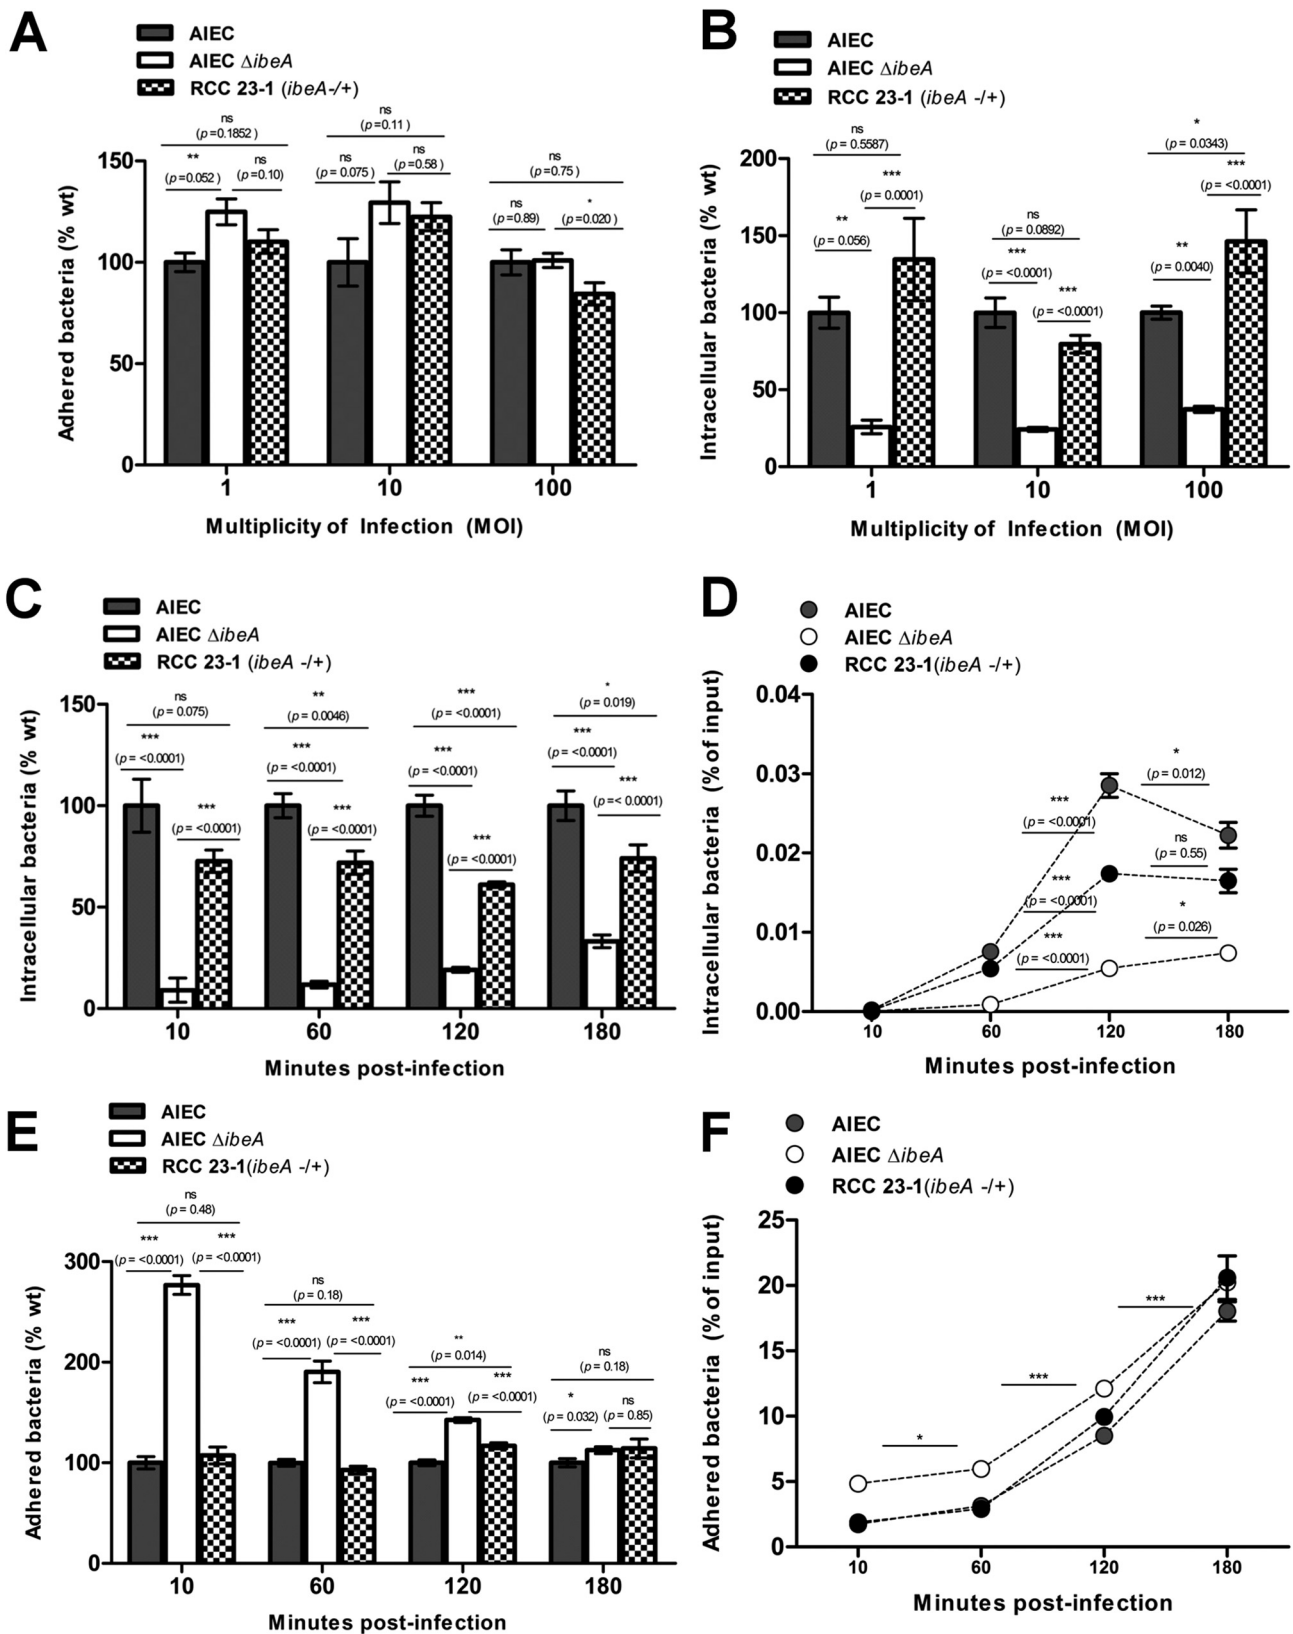 A
AIEC
AIEC ΔibeA
RCC 23-1 (ibeA-/+)
ns
(p=0.1852 )
**
(p=0.052 )
ns
(p=0.10)
ns
(p=0.11 )
ns
(p=0.075 )
ns
(p=0.58 )
ns
(p=0.75 )
ns
(p=0.89)
*
(p=0.020 )
150
100
50
0
Adhered bacteria (% wt)
1
10
100
Multiplicity of Infection (MOI)
B
AIEC
AIEC ΔibeA
RCC 23-1 (ibeA -/+)
ns
(p= 0.5587)
***
(p= 0.0001)
**
(p= 0.056)
ns
(p= 0.0892)
***
(p= <0.0001)
***
(p = <0.0001)
*
(p= 0.0343)
***
(p= <0.0001)
**
(p= 0.0040)
200
150
100
50
0
Intracellular bacteria (% wt)
1
10
100
Multiplicity of Infection (MOI)
C
AIEC
AIEC ΔibeA
RCC 23-1 (ibeA -/+)
ns
(p = 0.075)
***
(p = <0.0001)
***
(p = <0.0001)
**
(p = 0.0046)
***
(p = <0.0001)
***
(p = <0.0001)
***
(p = <0.0001)
***
(p = <0.0001)
***
(p = <0.0001)
*
(p = 0.019)
***
(p = <0.0001)
***
(p = <0.0001)
150
100
50
0
Intracellular bacteria (% wt)
10
60
120
180
Minutes post-infection
D
AIEC
AIEC ΔibeA
RCC 23-1(ibeA -/+)
0.04
0.03
0.02
0.01
0.00
Intracellular bacteria (% of input)
***
(p = <0.0001)
***
(p = <0.0001)
***
(p = <0.0001)
*
(p = 0.012)
ns
(p = 0.55)
*
(p = 0.026)
10
60
120
180
Minutes post-infection
E
AIEC
AIEC ΔibeA
RCC 23-1(ibeA -/+)
ns
(p = 0.48)
***
(p = <0.0001)
***
(p = <0.0001)
ns
(p = 0.18)
***
(p = <0.0001)
***
(p = <0.0001)
**
(p = 0.014)
***
(p = <0.0001)
***
(p = <0.0001)
ns
(p = 0.18)
*
(p = 0.032)
ns
(p = 0.85)
300
200
100
0
Adhered bacteria (% wt)
10
60
120
180
Minutes post-infection
F
AIEC
AIEC ΔibeA
RCC 23-1(ibeA -/+)
25
20
15
10
5
0
Adhered bacteria (% of input)
*
***
***
10
60
120
180
Minutes post-infection